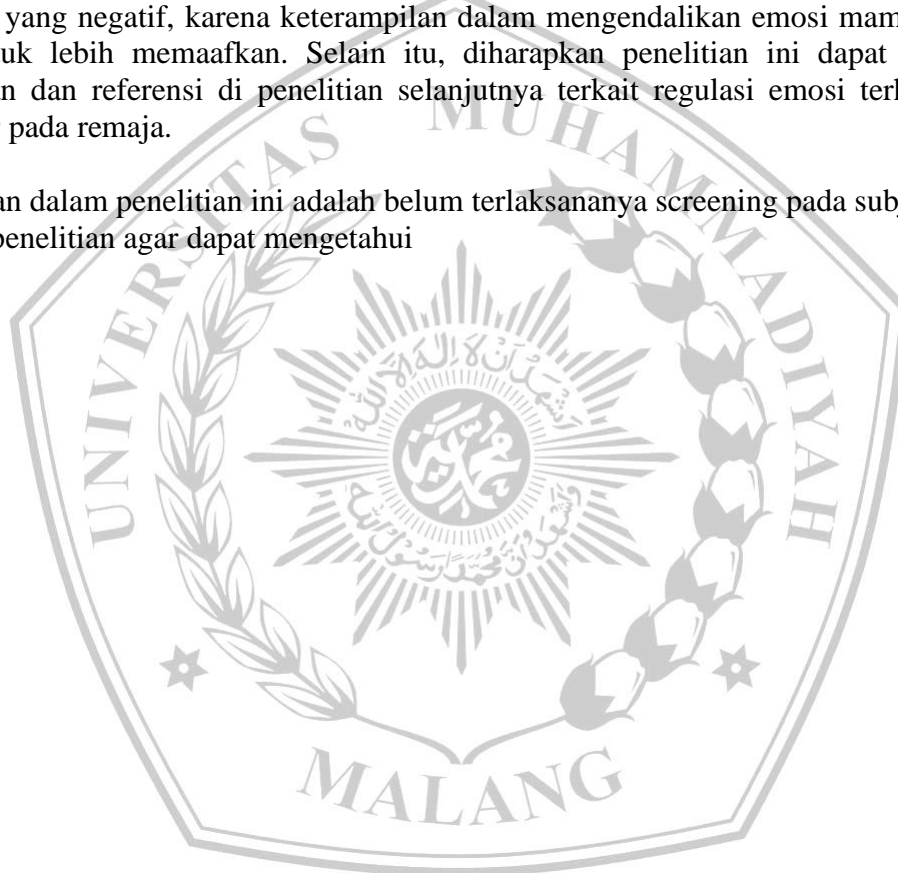 yang negatif, karena keterampilan dalam mengendalikan emosi mam
uk lebih memaafkan. Selain itu, diharapkan penelitian ini dapat
n dan referensi di penelitian selanjutnya terkait regulasi emosi ter
pada remaja.
an dalam penelitian ini adalah belum terlaksananya screening pada sub
penelitian agar dapat mengetahui
UNIVERSITAS MUHAMMADIYAH
MALANG